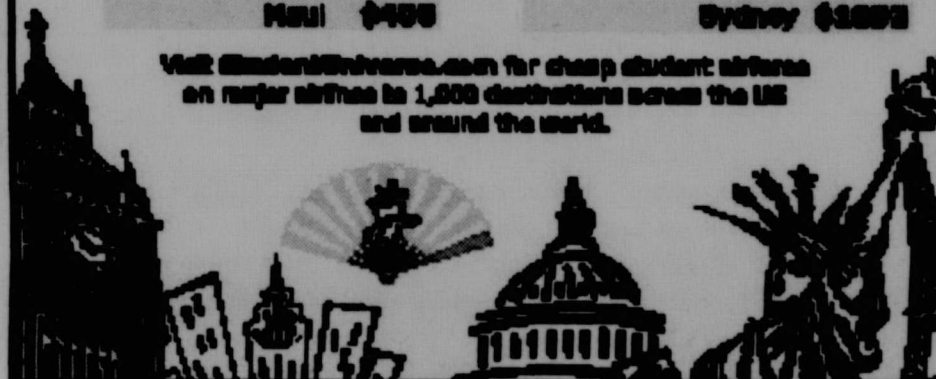 Maui Sydney
Visit StudentUniverse.com for cheap student airfares
on major airlines to 1,000 destinations across the US
and around the world.